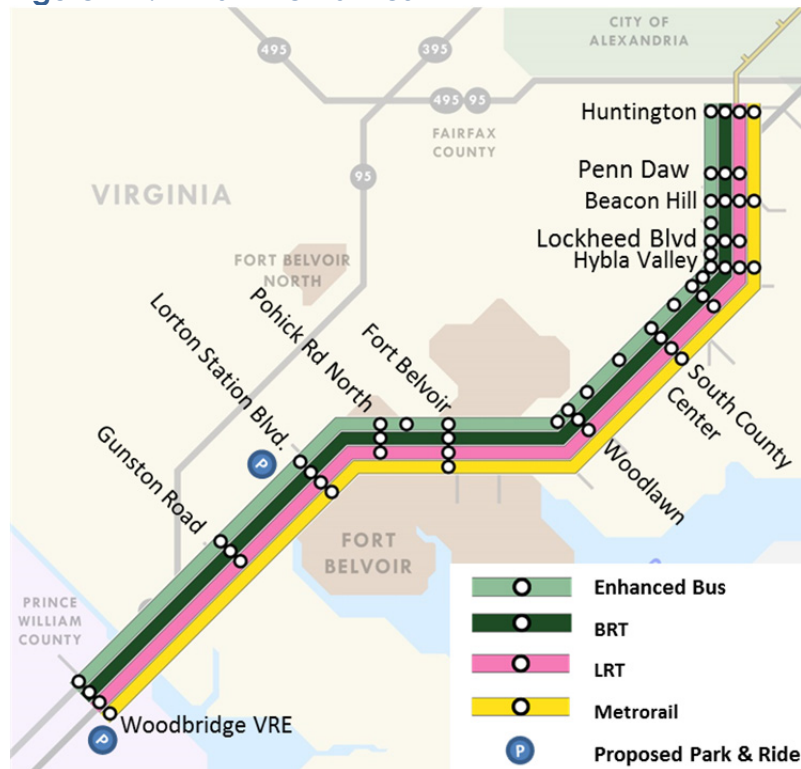 CITY OF
ALEXANDRIA
495
395
495
95
Huntington
FAIRFAX
COUNTY
Penn Daw
95
VIRGINIA
Beacon Hill
Lockheed Blvd
Hybla Valley
FORT BELVOIR
NORTH
Lorton Station Blvd.
Pohick Rd North
Fort Belvoir
South County
Center
Woodlawn
Gunston Road
P
FORT
BELVOIR
PRINCE
WILLIAM
COUNTY
Woodbridge VRE
P
Enhanced Bus
BRT
LRT
Metrorail
P
Proposed Park & Ride